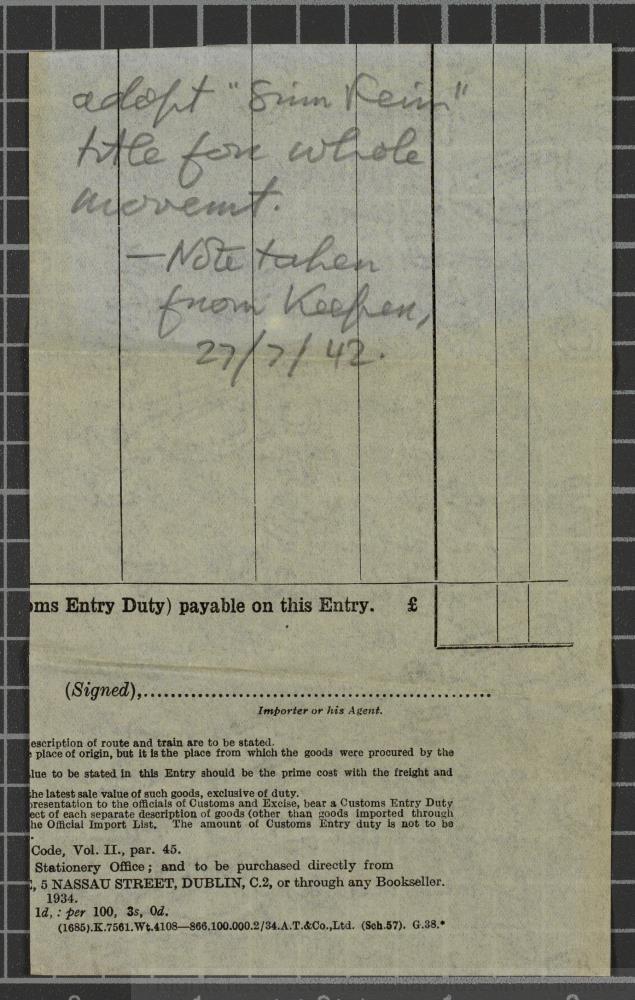 adopt "Sinn Fein"
title for whole
movemt.
— Note taken
from Keeper,
27/7/42.
oms Entry Duty) payable on this Entry. £
(Signed),
Importer or his Agent.
escription of route and train are to be stated.
place of origin, but it is the place from which the goods were procured by the
lue to be stated in this Entry should be the prime cost with the freight and
the latest sale value of such goods, exclusive of duty.
presentation to the officials of Customs and Excise, bear a Customs Entry Duty
ect of each separate description of goods (other than goods imported through
he Official Import List. The amount of Customs Entry duty is not to be
Code, Vol. II., par. 45.
Stationery Office; and to be purchased directly from
, 5 NASSAU STREET, DUBLIN, C.2, or through any Bookseller.
1934.
1d, : per 100, 3s, 0d.
(1685).K.7561.Wt.4108—866,100,000.2/34.A.T.&Co.,Ltd. (Sch.57). G.38.*